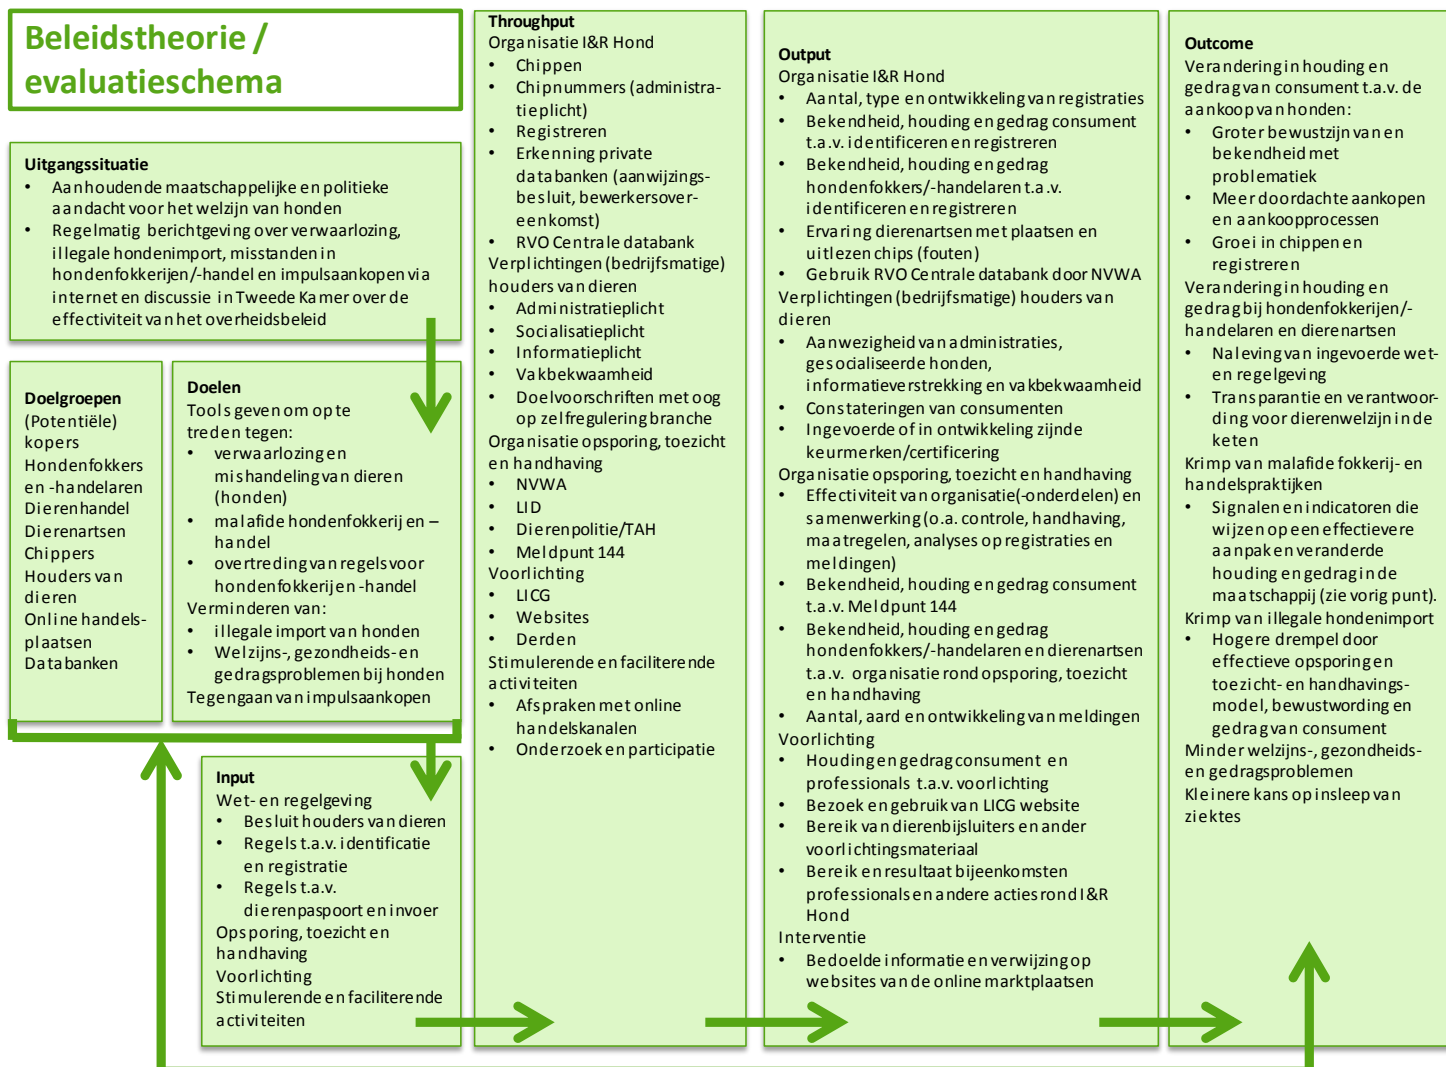 Beleidstheorie /
evaluatieschema
Uitgangssituatie
• Aanhoudende maatschappelijke en politieke
aandacht voor het welzijn van honden
• Regelmatig berichtgeving over verwaarlozing,
illegale hondenimport, misstanden in
hondenfokkerijen/-handel en impulsaankopen via
internet en discussie in Tweede Kamer over de
effectiviteit van het overheidsbeleid
Doelgroepen
(Potentiële)
kopers
Hondenfokkers
en -handelaren
Dierenhandel
Dierenartsen
Chippers
Houders van
dieren
Online handels-
plaatsen
Databanken
Doelen
Tools geven om op te
treden tegen:
• verwaarlozing en
mishandeling van dieren
(honden)
• malafide hondenfokkerij en –
handel
• overtreding van regels voor
hondenfokkerij en -handel
Verminderen van:
• illegale import van honden
• Welzijns-, gezondheids- en
gedragsproblemen bij honden
Tegengaan van impulsaankopen
Input
Wet- en regelgeving
• Besluit houders van dieren
• Regels t.a.v. identificatie
en registratie
• Regels t.a.v.
dierenpaspoort en invoer
Opsporing, toezicht en
handhaving
Voorlichting
Stimulerende en faciliterende
activiteiten
Throughput
Organisatie I&R Hond
• Chippen
• Chipnummers (administra-
tieplicht)
• Registreren
• Erkenning private
databanken (aanwijzings-
besluit, bewerkersover-
eenkomst)
• RVO Centrale databank
Verplichtingen (bedrijfsmatige)
houders van dieren
• Administratieplicht
• Socialisatieplicht
• Informatieplicht
• Vakbekwaamheid
• Doelvoorschriften met oog
op zelfregulering branche
Organisatie opsporing, toezicht
en handhaving
• NVWA
• LID
• Dierenpolitie/TAH
• Meldpunt 144
Voorlichting
• LICG
• Websites
• Derden
Stimulerende en faciliterende
activiteiten
• Afspraken met online
handelskanalen
• Onderzoek en participatie
Output
Organisatie I&R Hond
• Aantal, type en ontwikkeling van registraties
• Bekendheid, houding en gedrag consument
t.a.v. identificeren en registreren
• Bekendheid, houding en gedrag
hondenfokkers/-handelaren t.a.v.
identificeren en registreren
• Ervaring dierenartsen met plaatsen en
uitlezen chips (fouten)
• Gebruik RVO Centrale databank door NVWA
Verplichtingen (bedrijfsmatige) houders van
dieren
• Aanwezigheid van administraties,
gesocialiseerde honden,
informatieverstrekking en vakbekwaamheid
• Constateringen van consumenten
• Ingevoerde of in ontwikkeling zijnde
keurmerken/certificering
Organisatie opsporing, toezicht en handhaving
• Effectiviteit van organisatie(-onderdelen) en
samenwerking (o.a. controle, handhaving,
maatregelen, analyses op registraties en
meldingen)
• Bekendheid, houding en gedrag consument
t.a.v. Meldpunt 144
• Bekendheid, houding en gedrag
hondenfokkers/-handelaren en dierenartsen
t.a.v. organisatie rond opsporing, toezicht
en handhaving
• Aantal, aard en ontwikkeling van meldingen
Voorlichting
• Houding en gedrag consument en
professionals t.a.v. voorlichting
• Bezoek en gebruik van LICG website
• Bereik van dierenbijsluiters en ander
voorlichtingsmateriaal
• Bereik en resultaat bijeenkomsten
professionals en andere acties rond I&R
Hond
Interventie
• Bedoelde informatie en verwijzing op
websites van de online marktplaatsen
Outcome
Verandering in houding en
gedrag van consument t.a.v. de
aankoop van honden:
• Groter bewustzijn van en
bekendheid met
problematiek
• Meer doordachte aankopen
en aankoopprocessen
• Groei in chippen en
registreren
Verandering in houding en
gedrag bij hondenfokkerijen/-
handelaren en dierenartsen
• Naleving van ingevoerde wet-
en regelgeving
• Transparantie en verantwoor-
ding voor dierenwelzijn in de
keten
Krimp van malafide fokkerij- en
handelspraktijken
• Signalen en indicatoren die
wijzen op een effectievere
aanpak en veranderde
houding en gedrag in de
maatschappij (zie vorig punt).
Krimp van illegale hondenimport
• Hogere drempel door
effectieve opsporing en
toezicht- en handhavings-
model, bewustwording en
gedrag van consument
Minder welzijns-, gezondheids-
en gedragsproblemen
Kleinere kans op insleep van
ziektes